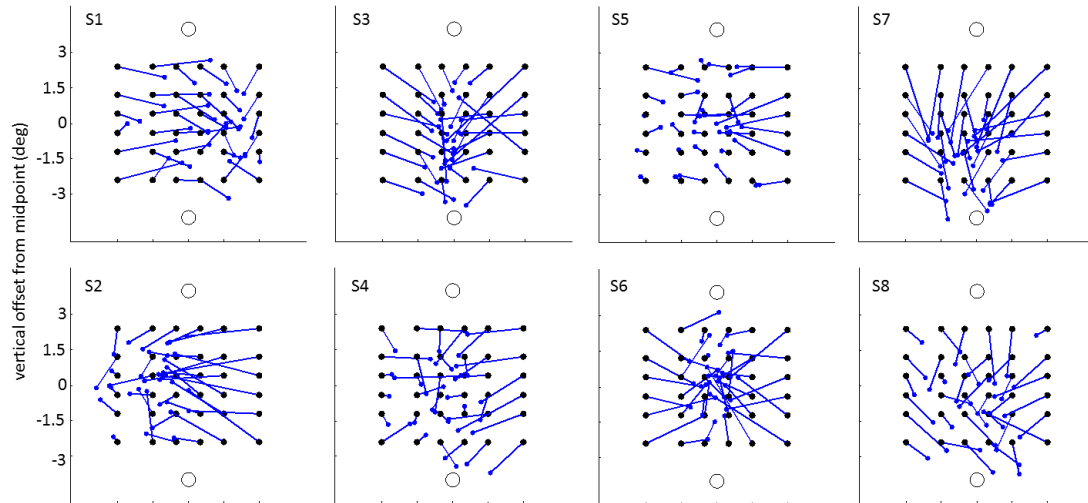 S1
S3
S5
S7
3
1.5
0
-1.5
-3
vertical offset from midpoint (deg)
S2
S4
S6
S8
3
1.5
0
-1.5
-3